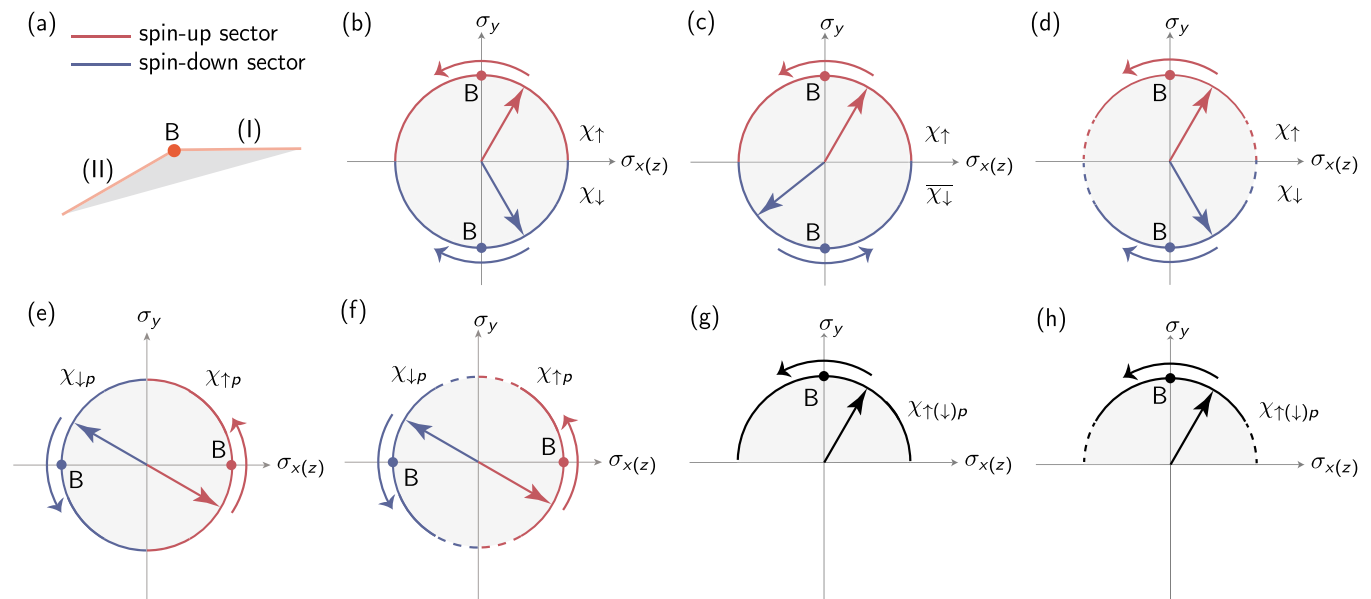 (a)
spin-up sector
spin-down sector
B
(I)
(II)
(b)
σy
B
χ↑
σx(z)
χ↓
B
(c)
σy
B
χ↑
σx(z)
χ↓
B
(d)
σy
B
χ↑
σx(z)
χ↓
B
(e)
σy
χ↓p
χ↑p
B
σx(z)
B
(f)
σy
χ↓p
χ↑p
B
σx(z)
B
(g)
σy
B
χ↑(↓)p
σx(z)
(h)
σy
B
χ↑(↓)p
σx(z)